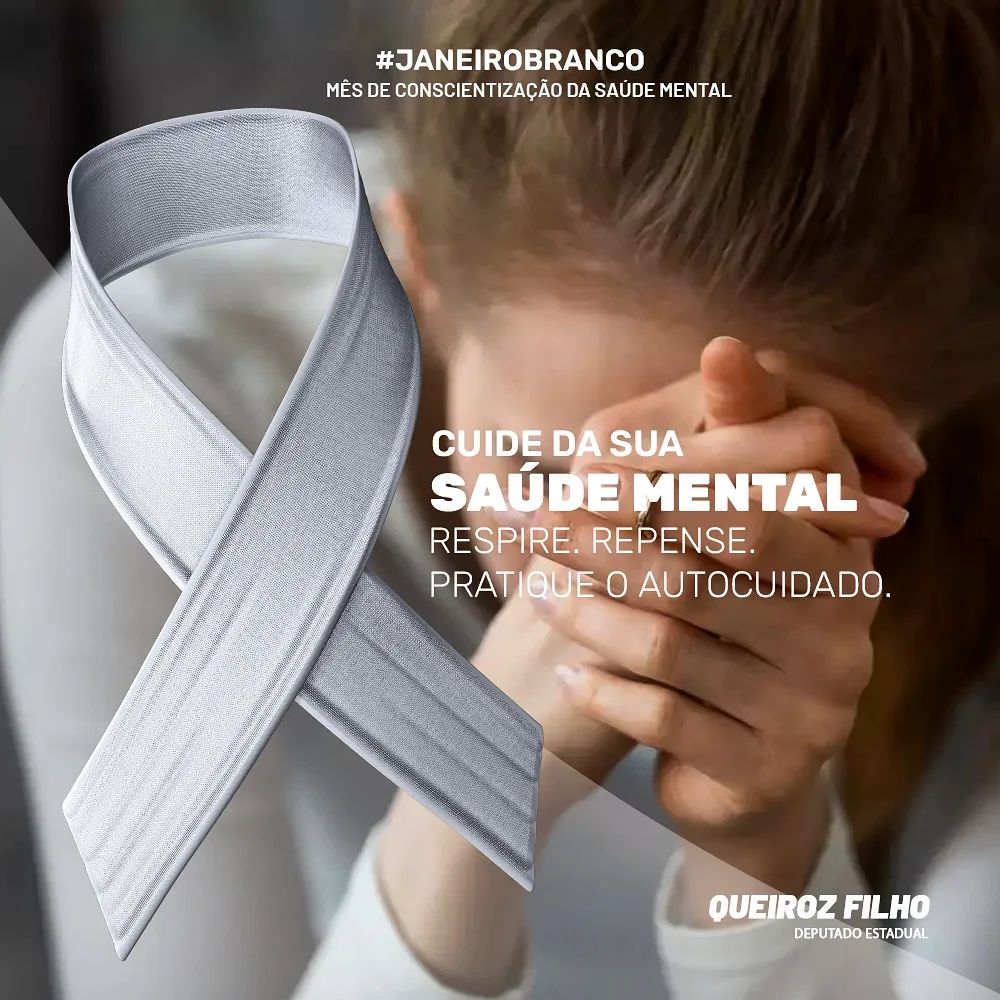 #JANEIROBRANCO
MÊS DE CONSCIENTIZAÇÃO DA SAÚDE MENTAL
CUIDE DA SUA
SAÚDE MENTAL
RESPIRE. REPENSE.
PRATIQUE O AUTOCUIDADO.
QUEIROZ FILHO
DEPUTADO ESTADUAL